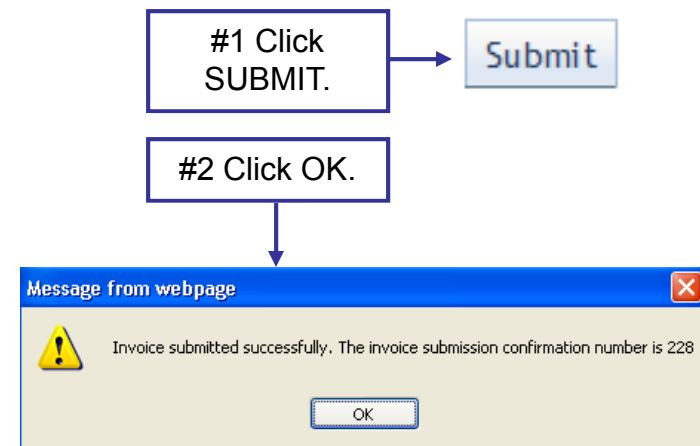 #1 Click
SUBMIT.
Submit
#2 Click OK.
Message from webpage
Invoice submitted successfully. The invoice submission confirmation number is 228
OK